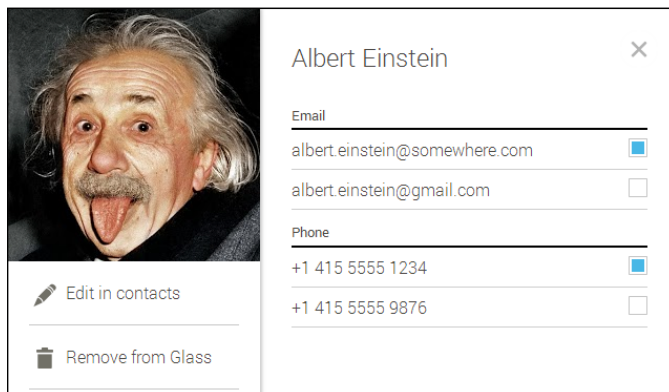 Albert Einstein
Email
albert.einstein@somewhere.com
albert.einstein@gmail.com
Phone
+1 415 5555 1234
+1 415 5555 9876
Edit in contacts
Remove from Glass